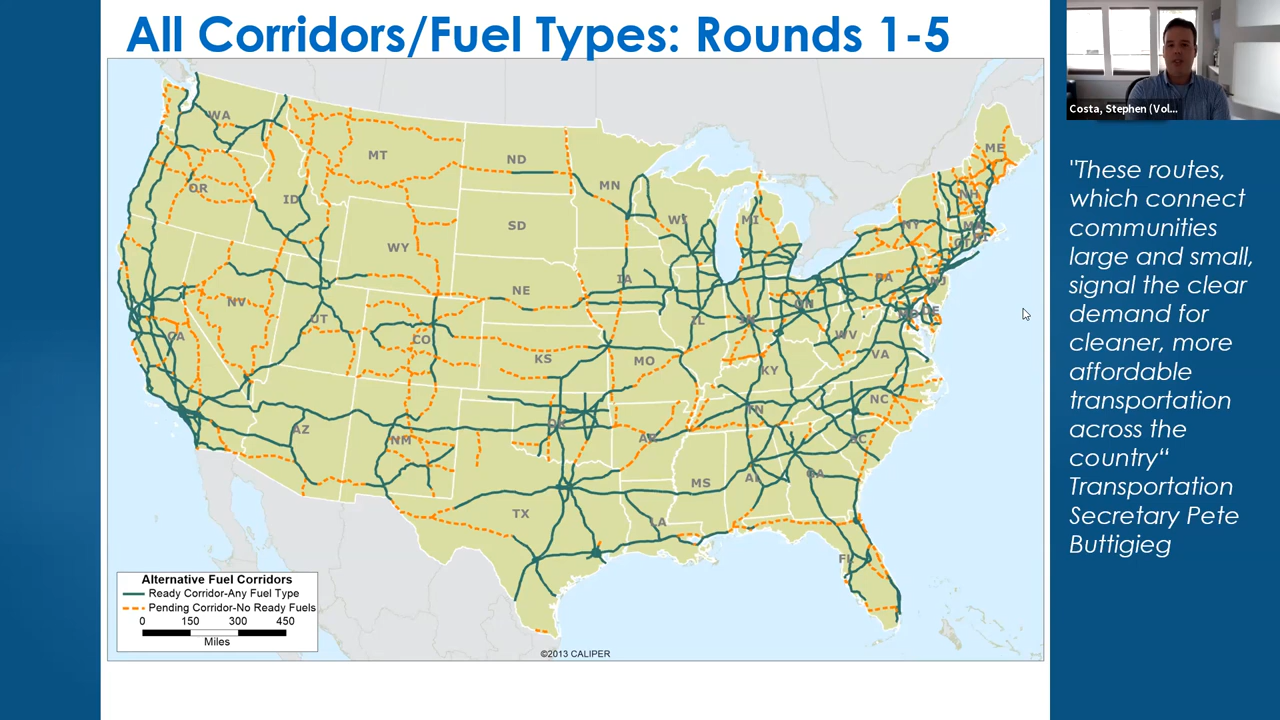 All Corridors/Fuel Types: Rounds 1-5
Costa, Stephen (Vol...
"These routes,
which connect
communities
large and small,
signal the clear
demand for
cleaner, more
affordable
transportation
across the
country“
Transportation
Secretary Pete
Buttigieg
WA
MT
ND
MN
ME
OR
ID
SD
WI
MI
NY
NH
WY
IA
NE
PA
NJ
NV
UT
CO
CA
IL
OH
WV
VA
KS
MO
KY
AZ
NM
TN
NC
SC
MS
GA
TX
LA
FL
Alternative Fuel Corridors
Ready Corridor-Any Fuel Type
Pending Corridor-No Ready Fuels
0 150 300 450
Miles
©2013 CALIPER